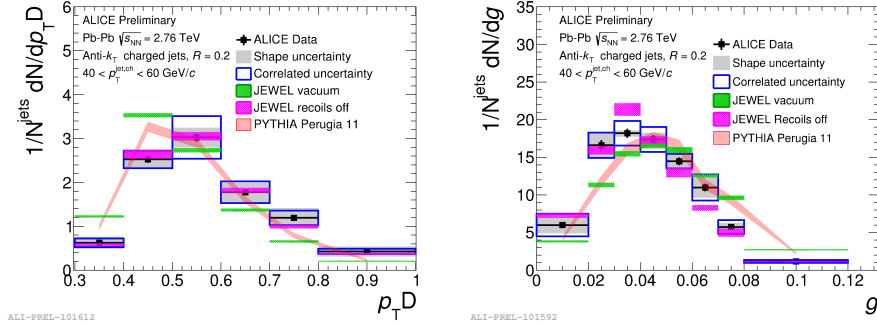 ALICE Preliminary
Pb-Pb √sNN = 2.76 TeV
Anti-kT charged jets, R = 0.2
40 < pTjet,ch < 60 GeV/c
ALICE Data
Shape uncertainty
Correlated uncertainty
JEWEL vacuum
JEWEL recoils off
PYTHIA Perugia 11
1/Njets dN/dpTD
6
5
4
3
2
1
0
0.3 0.4 0.5 0.6 0.7 0.8 0.9 1
pTD
ALI-PREL-101612
ALICE Preliminary
Pb-Pb √sNN = 2.76 TeV
Anti-kT charged jets, R = 0.2
40 < pTjet,ch < 60 GeV/c
ALICE Data
Shape uncertainty
Correlated uncertainty
JEWEL vacuum
JEWEL Recoils off
PYTHIA Perugia 11
1/Njets dN/dg
35
30
25
20
15
10
5
0
0 0.02 0.04 0.06 0.08 0.1 0.12
g
ALI-PREL-101592